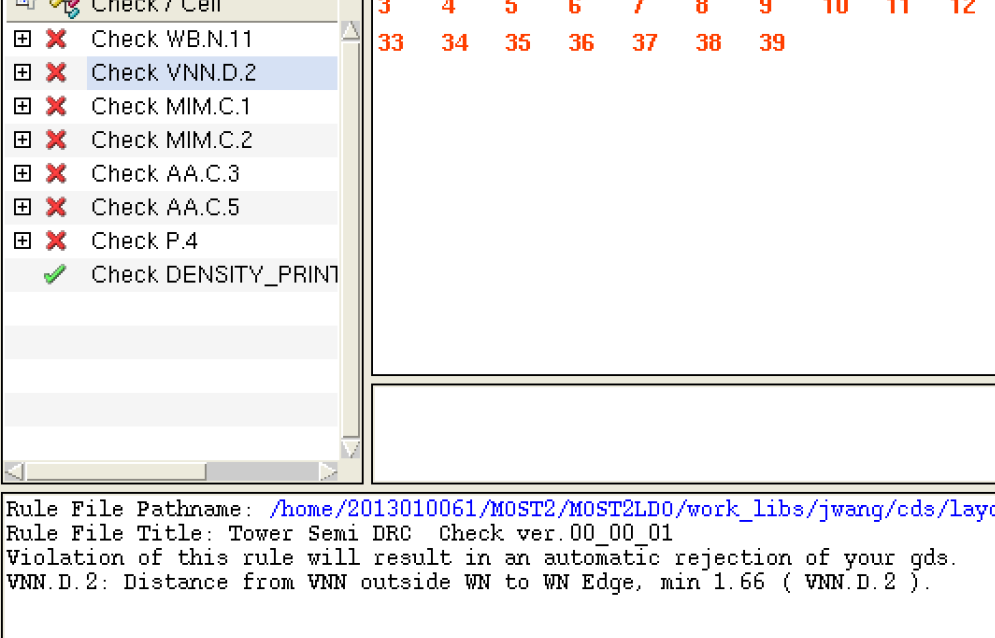 Check / Cell
Check WB.N.11
Check VNN.D.2
Check MIM.C.1
Check MIM.C.2
Check AA.C.3
Check AA.C.5
Check P.4
Check DENSITY_PRINT
3 4 5 6 7 8 9 10 11 12
33 34 35 36 37 38 39
Rule File Pathname: /home/2013010061/MOST2/MOST2LDO/work_libs/jwang/cds/layo
Rule File Title: Tower Semi DRC  Check ver.00_00_01
Violation of this rule will result in an automatic rejection of your gds.
VNN.D.2: Distance from VNN outside WN to WN Edge, min 1.66 ( VNN.D.2 ).